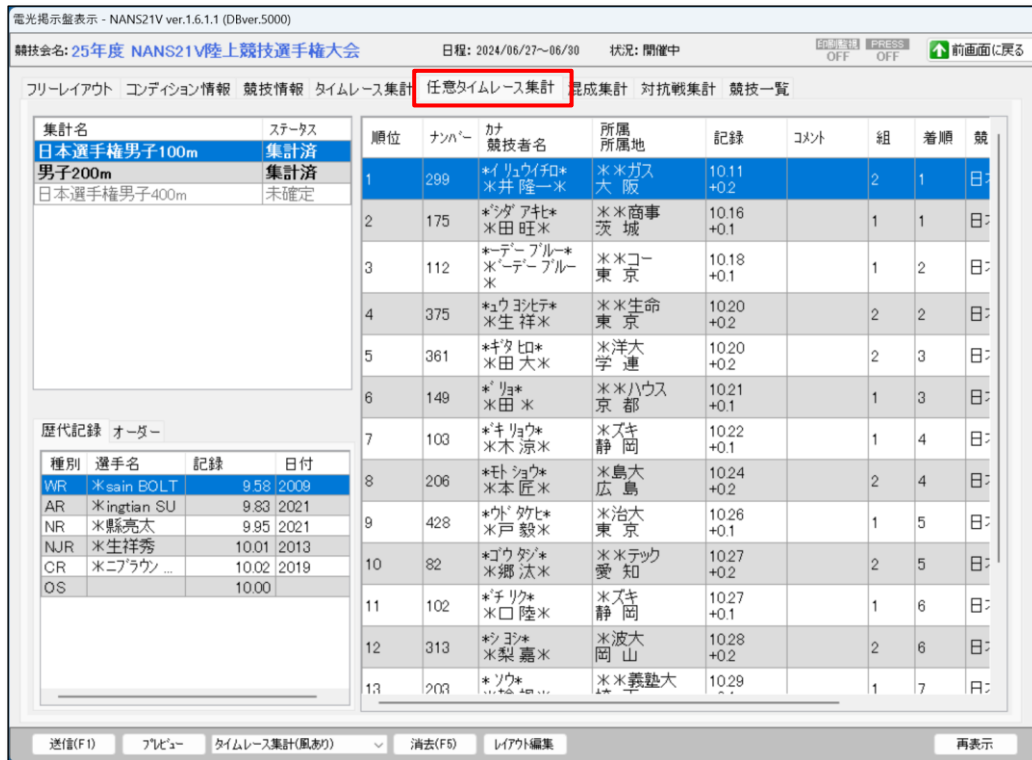 電光掲示盤表示 - NANS21V ver.1.6.1.1 (DBver.5000)
競技会名: 25年度 NANS21V陸上競技選手権大会 日程: 2024/06/27～06/30 状況: 開催中 印刷監視 OFF PRESS OFF 前画面に戻る
フリーレイアウト コンディション情報 競技情報 タイムレース集計 任意タイムレース集計 混成集計 対抗戦集計 競技一覧
集計名 ステータス
日本選手権男子100m 集計済
男子200m 集計済
日本選手権男子400m 未確定
歴代記録 オーダー
種別 選手名 記録 日付
WR ＊sain BOLT 9.58 2009
AR ＊ingtian SU 9.83 2021
NR ＊縣亮太 9.95 2021
NJR ＊生祥秀 10.01 2013
CR ＊ニブラウン ... 10.02 2019
OS 10.00
順位 ナンバー カナ 競技者名 所属 所属地 記録 コメント 組 着順 競
1 299 *イ リュウイチロ* ＊＊ガス 10.11 2 1
＊井 隆一＊ 大 阪 +0.2
2 175 *シダ アキヒ* ＊＊商事 10.16 1 1
＊田 旺＊ 茨 城 +0.1
3 112 *ーデー ブルー* ＊＊コー 10.18 1 2
＊ーデー ブルー 東 京 +0.1
＊
4 375 *ュウ ヨシヒテ* ＊＊生命 10.20 2 2
＊生 祥＊ 東 京 +0.2
5 361 *ギタ ヒロ* ＊洋大 10.20 2 3
＊田 大＊ 学 連 +0.2
6 149 ＊＊ハウス 10.21 1 3
＊田 ＊ 京 都 +0.1
7 103 *キ リョウ* ＊ズキ 10.22 1 4
＊木 涼＊ 静 岡 +0.1
8 206 *モト ショウ* ＊島大 10.24 2 4
＊本 匠＊ 広 島 +0.2
9 428 *ウド タケヒ* ＊治大 10.26 1 5
＊戸 毅＊ 東 京 +0.1
10 82 *ゴウ タジ* ＊＊テック 10.27 2 5
＊郷 汰＊ 愛 知 +0.2
11 102 *チ リク* ＊ズキ 10.27 1 6
＊口 陸＊ 静 岡 +0.1
12 313 *シ ヨシ* ＊波大 10.28 2 6
＊梨 嘉＊ 岡 山 +0.2
13 203 * ソウ* ＊＊義塾大 10.29 1 7
送信(F1) プレビュー タイムレース集計(風あり) 消去(F5) レイアウト編集 再表示